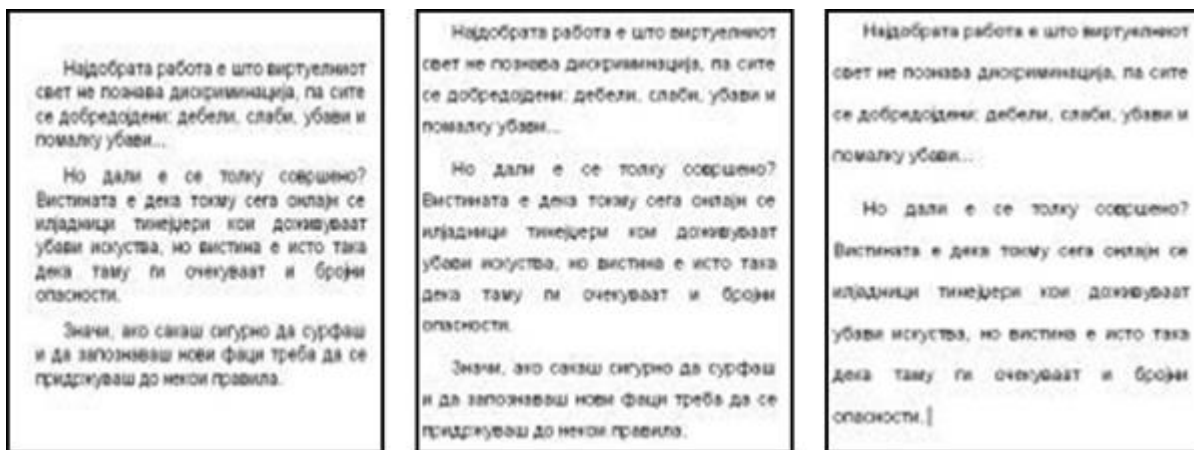 Најдобрата работа е што виртуелниот
свет не познава дискриминација, па сите
се добредојдени: дебели, слаби, убави и
помалку убави...
Но дали е се толку совршено?
Вистината е дека токму сега онлајн се
илјадници тинејџери кои доживуваат
убави искуства, но вистина е исто така
дека таму ги очекуваат и бројни
опасности.
Значи, ако сакаш сигурно да сурфаш
и да запознаваш нови фаци треба да се
придржуваш до некои правила.
Најдобрата работа е што виртуелниот
свет не познава дискриминација, па сите
се добредојдени: дебели, слаби, убави и
помалку убави...
Но дали е се толку совршено?
Вистината е дека токму сега онлајн се
илјадници тинејџери кои доживуваат
убави искуства, но вистина е исто така
дека таму ги очекуваат и бројни
опасности.
Значи, ако сакаш сигурно да сурфаш
и да запознаваш нови фаци треба да се
придржуваш до некои правила.
Најдобрата работа е што виртуелниот
свет не познава дискриминација, па сите
се добредојдени: дебели, слаби, убави и
помалку убави...
Но дали е се толку совршено?
Вистината е дека токму сега онлајн се
илјадници тинејџери кои доживуваат
убави искуства, но вистина е исто така
дека таму ги очекуваат и бројни
опасности.